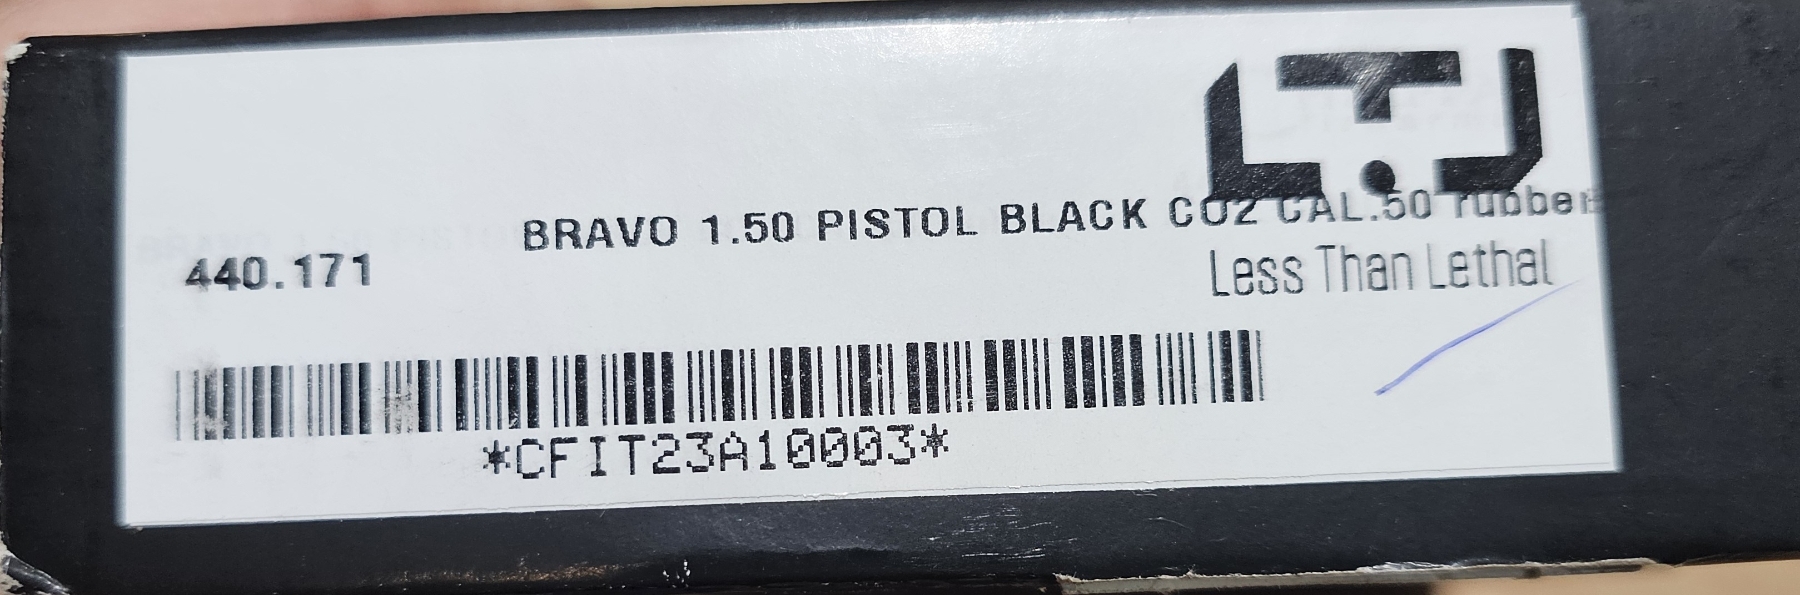 BRAVO 1.50 PISTOL BLACK CO2 CAL.50 rubber
440.171
Less Than Lethal
*CFIT23A10003*